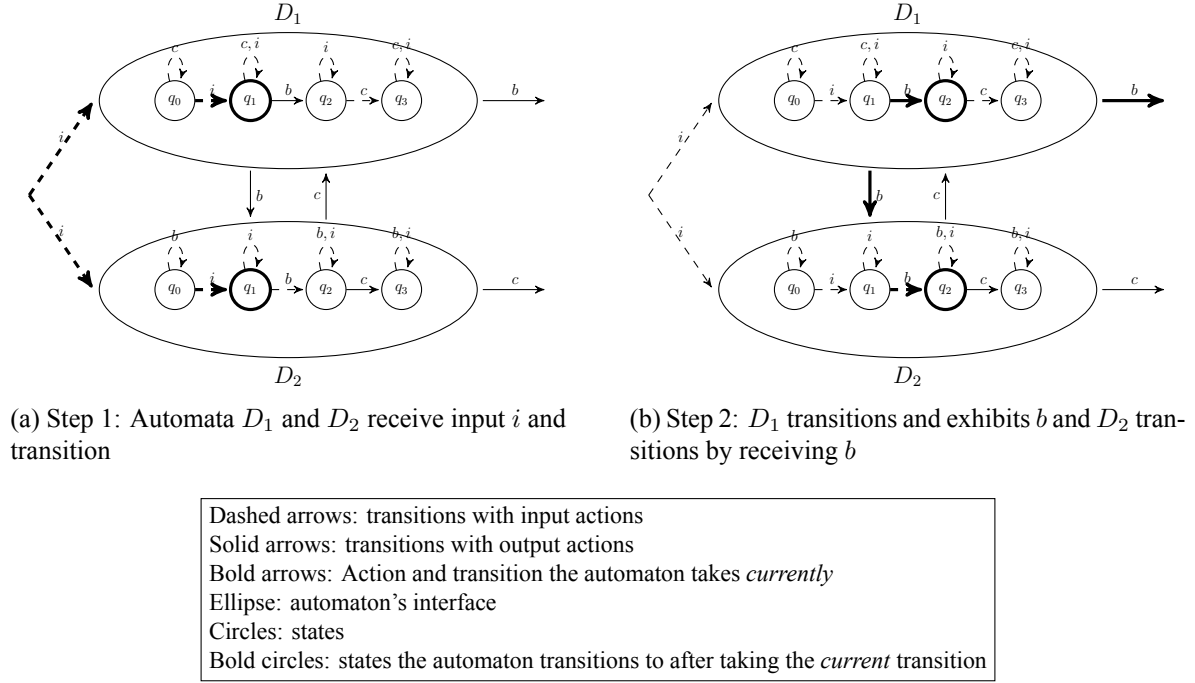 D₁
D₁
c c, i i c, i
c c, i i c, i
q₀ i q₁ b q₂ c q₃ b
q₀ i q₁ b q₂ c q₃ b
i
i
b c
b c
i
i
b i b, i b, i
b i b, i b, i
q₀ i q₁ b q₂ c q₃ c
q₀ i q₁ b q₂ c q₃ c
D₂
D₂
(a) Step 1: Automata D₁ and D₂ receive input i and
transition
(b) Step 2: D₁ transitions and exhibits b and D₂ tran-
sitions by receiving b
Dashed arrows: transitions with input actions
Solid arrows: transitions with output actions
Bold arrows: Action and transition the automaton takes currently
Ellipse: automaton's interface
Circles: states
Bold circles: states the automaton transitions to after taking the current transition